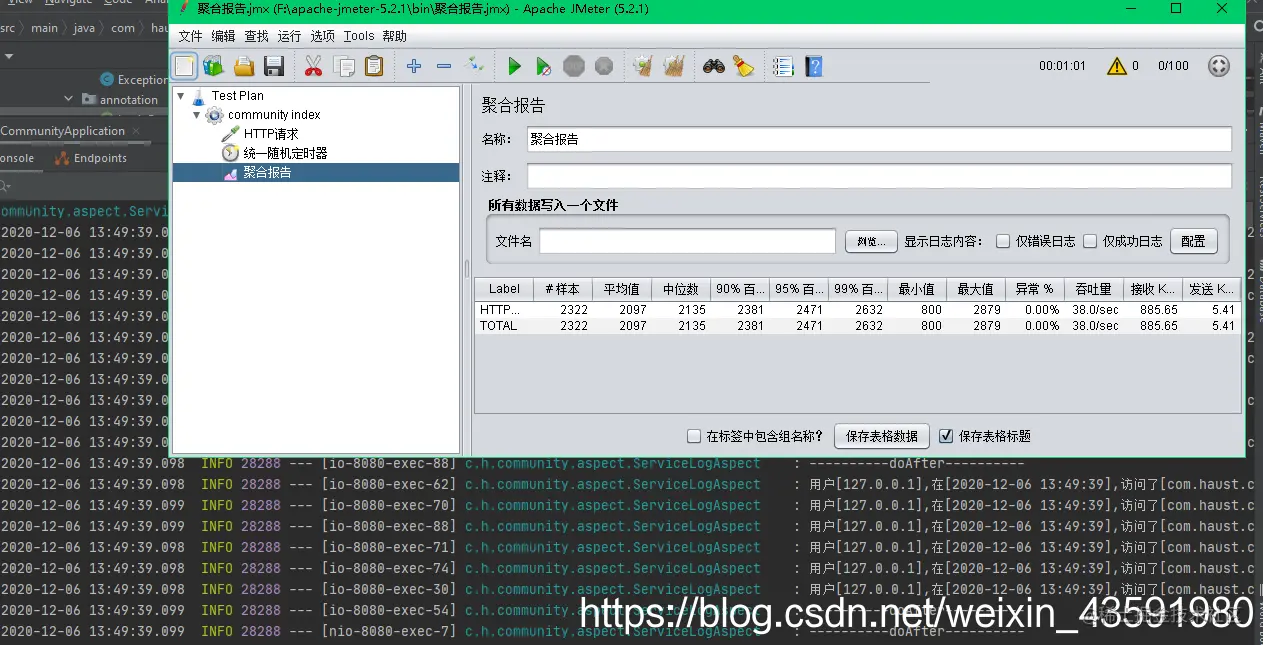 View Navigate Code
src main java com hau
Exception
annotation
CommunityApplication
onsole Endpoints
聚合报告.jmx (F:\apache-jmeter-5.2.1\bin\聚合报告.jmx) - Apache JMeter (5.2.1)
文件 编辑 查找 运行 选项 Tools 帮助
00:01:01 0 0/100
Test Plan
community index
HTTP请求
统一随机定时器
聚合报告
聚合报告
名称: 聚合报告
注释:
所有数据写入一个文件
文件名 浏览... 显示日志内容: 仅错误日志 仅成功日志 配置
Label # 样本 平均值 中位数 90% 百... 95% 百... 99% 百... 最小值 最大值 异常 % 吞吐量 接收 K... 发送 K...
HTTP... 2322 2097 2135 2381 2471 2632 800 2879 0.00% 38.0/sec 885.65 5.41
TOTAL 2322 2097 2135 2381 2471 2632 800 2879 0.00% 38.0/sec 885.65 5.41
在标签中包含组名称? 保存表格数据 保存表格标题
ommunity.aspect.Servi
2020-12-06 13:49:39.0
2020-12-06 13:49:39.0
2020-12-06 13:49:39.0
2020-12-06 13:49:39.0
2020-12-06 13:49:39.0
2020-12-06 13:49:39.0
2020-12-06 13:49:39.0
2020-12-06 13:49:39.0
2020-12-06 13:49:39.0
2020-12-06 13:49:39.0
2020-12-06 13:49:39.0
2020-12-06 13:49:39.098 INFO 28288 --- [io-8080-exec-88] c.h.community.aspect.ServiceLogAspect : ----------doAfter----------
2020-12-06 13:49:39.098 INFO 28288 --- [io-8080-exec-62] c.h.community.aspect.ServiceLogAspect : 用户[127.0.0.1],在[2020-12-06 13:49:39],访问了[com.haust.c
2020-12-06 13:49:39.099 INFO 28288 --- [io-8080-exec-70] c.h.community.aspect.ServiceLogAspect : 用户[127.0.0.1],在[2020-12-06 13:49:39],访问了[com.haust.c
2020-12-06 13:49:39.099 INFO 28288 --- [io-8080-exec-88] c.h.community.aspect.ServiceLogAspect : 用户[127.0.0.1],在[2020-12-06 13:49:39],访问了[com.haust.c
2020-12-06 13:49:39.098 INFO 28288 --- [io-8080-exec-71] c.h.community.aspect.ServiceLogAspect : 用户[127.0.0.1],在[2020-12-06 13:49:39],访问了[com.haust.c
2020-12-06 13:49:39.098 INFO 28288 --- [io-8080-exec-74] c.h.community.aspect.ServiceLogAspect : 用户[127.0.0.1],在[2020-12-06 13:49:39],访问了[com.haust.c
2020-12-06 13:49:39.098 INFO 28288 --- [io-8080-exec-30] c.h.community.aspect.ServiceLogAspect : 用户[127.0.0.1],在[2020-12-06 13:49:39],访问了[com.haust.c
2020-12-06 13:49:39.099 INFO 28288 --- [io-8080-exec-54] c.h.community.aspect.ServiceLogAspect
2020-12-06 13:49:39.099 INFO 28288 --- [nio-8080-exec-7] c.h.community.aspect.ServiceLogAspect : ----------doAfter----------
https://blog.csdn.net/weixin_43591980
@稀土掘金技术社区